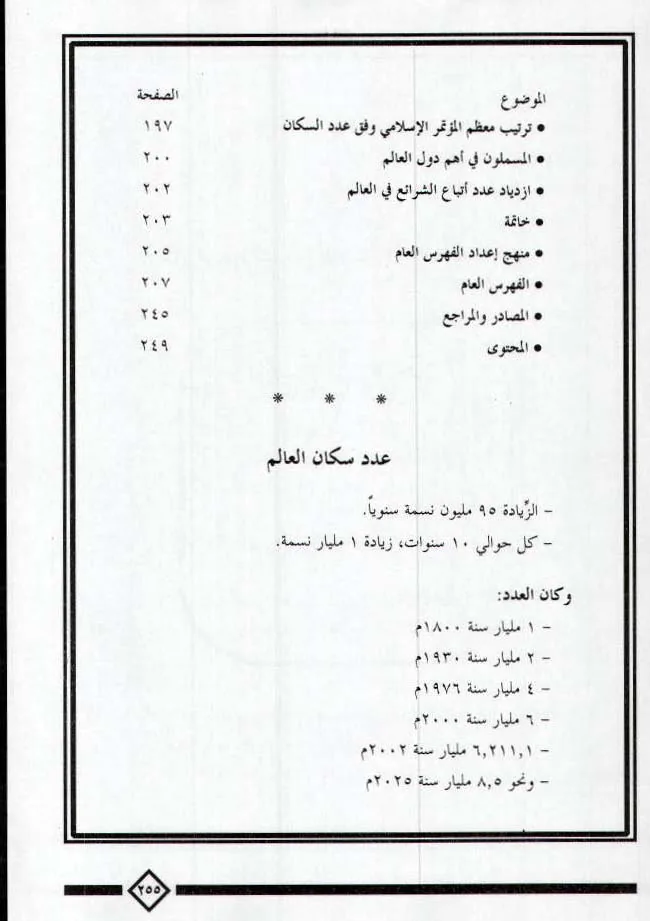 الموضوع الصفحة
• ترتيب معظم المؤتمر الإسلامي وفق عدد السكان ١٩٧
• المسملون في أهم دول العالم ٢٠٠
• ازدياد عدد أتباع الشرائع في العالم ٢٠٢
• خاتمة ٢٠٣
• منهج إعداد الفهرس العام ٢٠٥
• الفهرس العام ٢٠٧
• المصادر والمراجع ٢٤٥
• المحتوى ٢٤٩
* * *
عدد سكان العالم
- الزِّيادة ٩٥ مليون نسمة سنوياً.
- كل حوالي ١٠ سنوات، زيادة ١ مليار نسمة.
وكان العدد:
- ١ مليار سنة ١٨٠٠م
- ٢ مليار سنة ١٩٣٠م
- ٤ مليار سنة ١٩٧٦م
- ٦ مليار سنة ٢٠٠٠م
- ٦,٢١١,١ مليار سنة ٢٠٠٢م
- ونحو ٨,٥ مليار سنة ٢٠٢٥م
٢٥٥